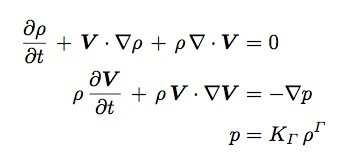 ∂ρ/∂t + V · ∇ρ + ρ ∇ · V = 0
ρ ∂V/∂t + ρ V · ∇V = −∇p
p = K_Γ ρ^Γ